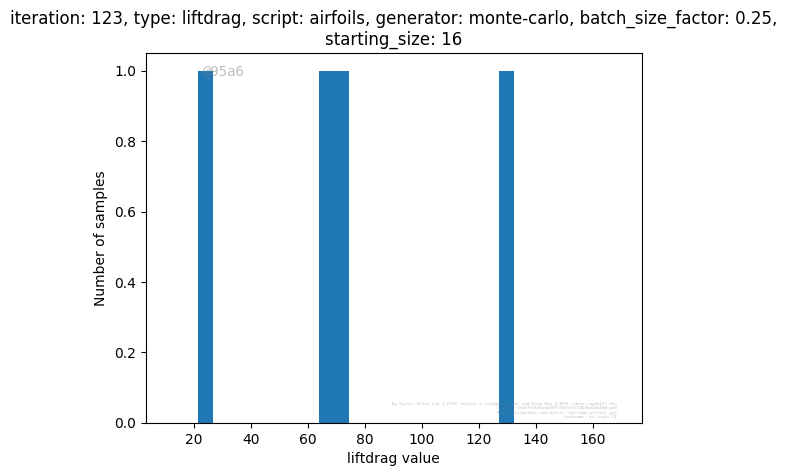 iteration: 123, type: liftdrag, script: airfoils, generator: monte-carlo, batch_size_factor: 0.25,
starting_size: 16
1.0
0.8
0.6
0.4
0.2
0.0
Number of samples
20 40 60 80 100 120 140 160
liftdrag value